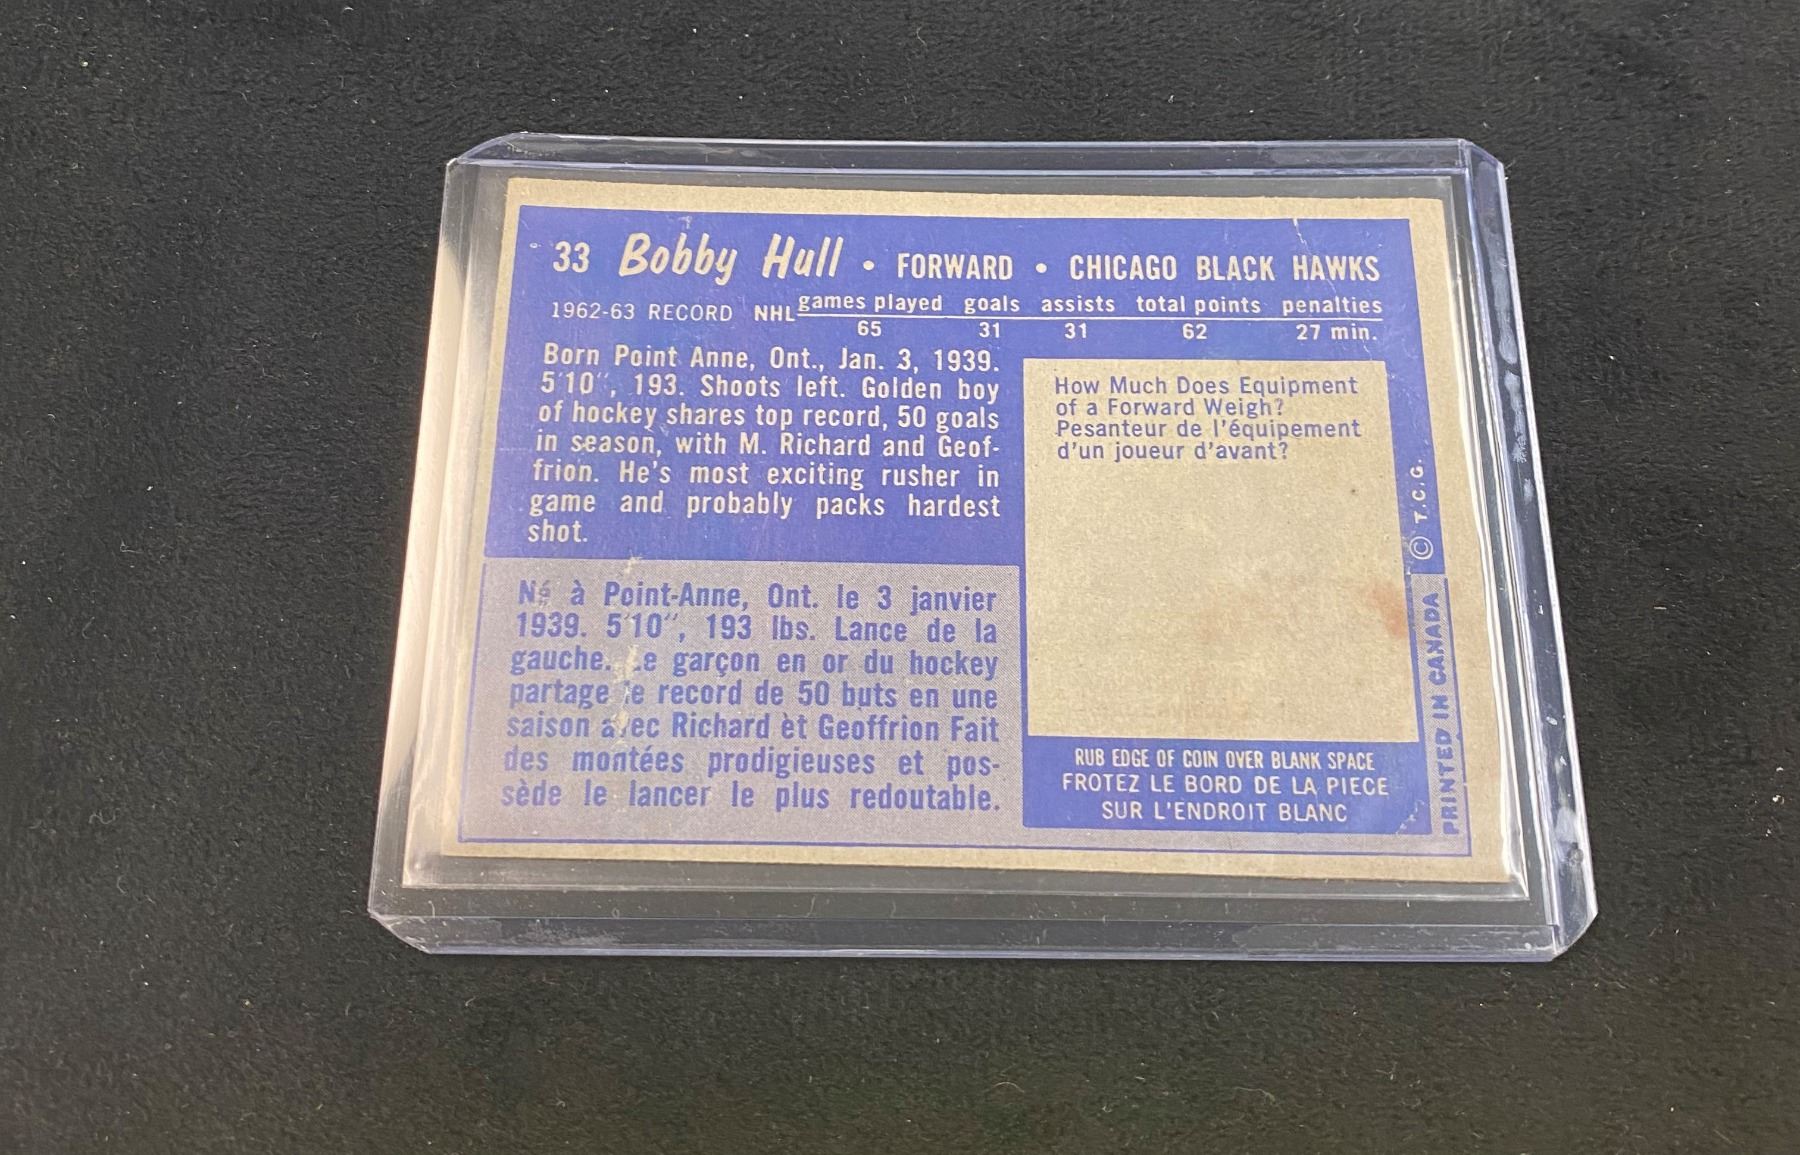 33 Bobby Hull • FORWARD • CHICAGO BLACK HAWKS
1962-63 RECORD NHL games played goals assists total points penalties
65 31 31 62 27 min.
Born Point Anne, Ont., Jan. 3, 1939.
5'10", 193. Shoots left. Golden boy
of hockey shares top record, 50 goals
in season, with M. Richard and Geof-
frion. He's most exciting rusher in
game and probably packs hardest
shot.
Né à Point-Anne, Ont. le 3 janvier
1939. 5'10", 193 lbs. Lance de la
gauche. Le garçon en or du hockey
partage le record de 50 buts en une
saison avec Richard èt Geoffrion Fait
des montées prodigieuses et pos-
sède le lancer le plus redoutable.
How Much Does Equipment
of a Forward Weigh?
Pesanteur de l'équipement
d'un joueur d'avant?
RUB EDGE OF COIN OVER BLANK SPACE
FROTEZ LE BORD DE LA PIECE
SUR L'ENDROIT BLANC
© T.C.G.
PRINTED IN CANADA